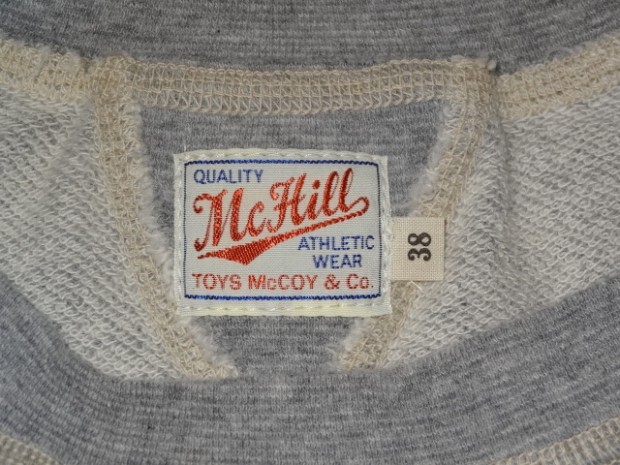 QUALITY
McHill
ATHLETIC
WEAR
TOYS McCOY & Co.
38